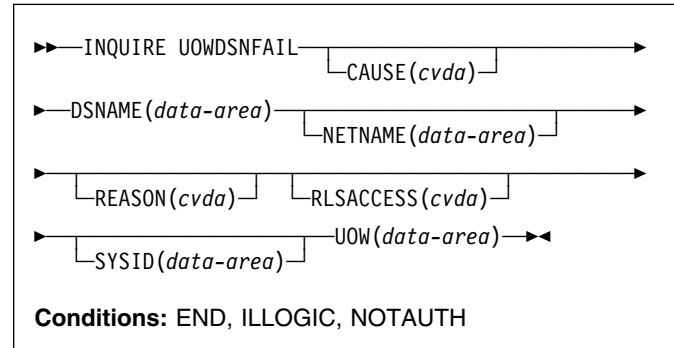 INQUIRE UOWDSNFAIL
CAUSE(cvda)
DSNAME(data-area)
NETNAME(data-area)
REASON(cvda) RLSACCESS(cvda)
UOW(data-area)
SYSID(data-area)
Conditions: END, ILLOGIC, NOTAUTH